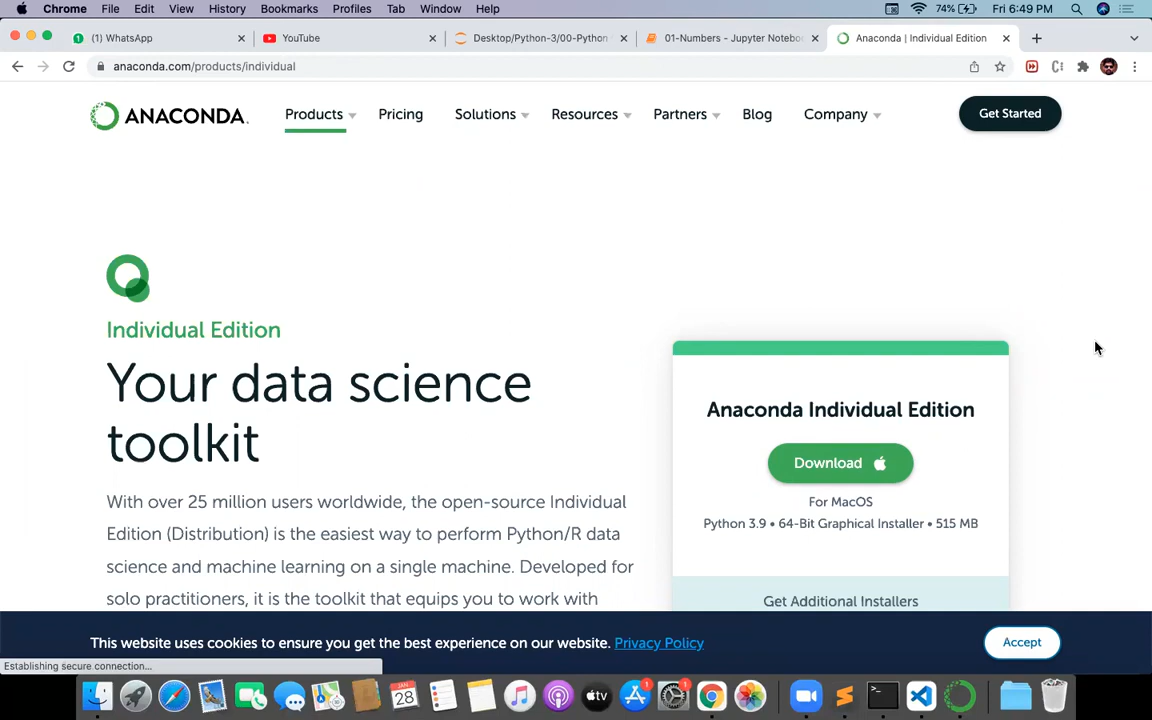 Chrome File Edit View History Bookmarks Profiles Tab Window Help 74% Fri 6:49 PM
(1) WhatsApp YouTube Desktop/Python-3/00-Python 01-Numbers - Jupyter Notebo Anaconda | Individual Edition
anaconda.com/products/individual
ANACONDA. Products Pricing Solutions Resources Partners Blog Company Get Started
Individual Edition
Your data science
toolkit
With over 25 million users worldwide, the open-source Individual
Edition (Distribution) is the easiest way to perform Python/R data
science and machine learning on a single machine. Developed for
solo practitioners, it is the toolkit that equips you to work with
Anaconda Individual Edition
Download
For MacOS
Python 3.9 • 64-Bit Graphical Installer • 515 MB
Get Additional Installers
This website uses cookies to ensure you get the best experience on our website. Privacy Policy Accept
Establishing secure connection...
JAN
28
tv
1
1